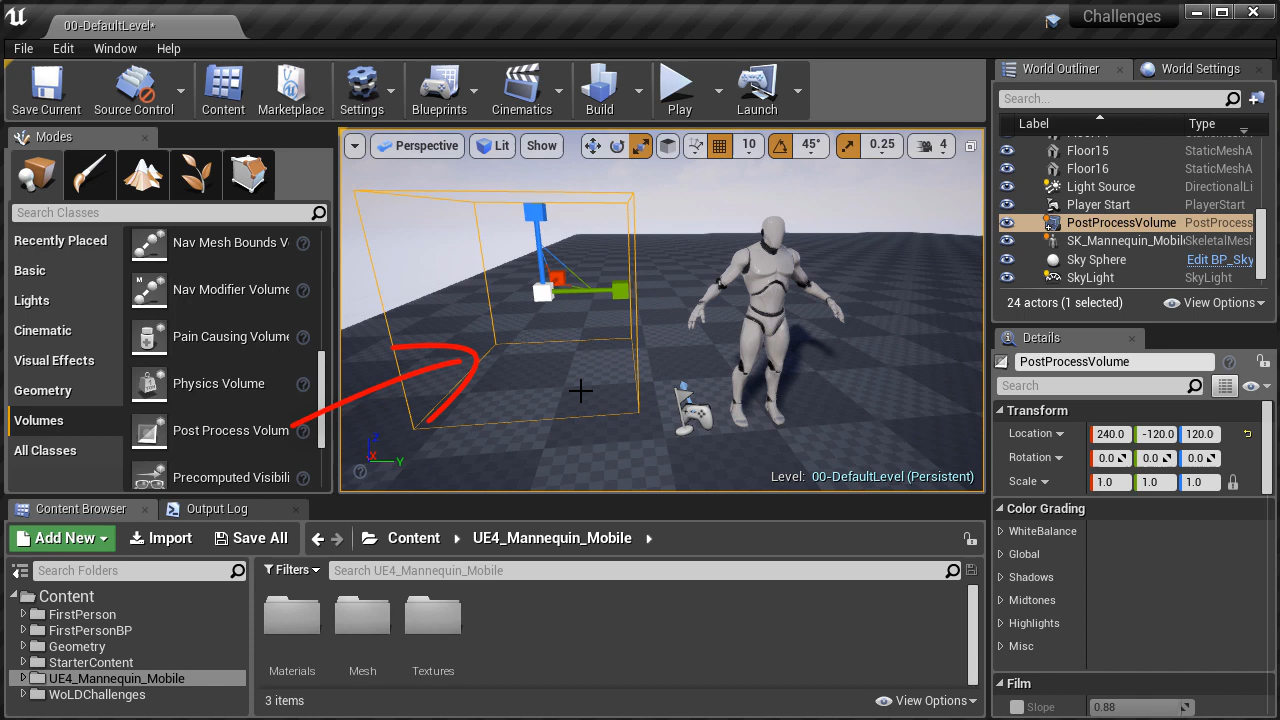 00-DefaultLevel*
Challenges
File Edit Window Help
Save Current Source Control Content Marketplace Settings Blueprints Cinematics Build Play Launch
Modes
Search Classes
Recently Placed
Basic
Lights
Cinematic
Visual Effects
Geometry
Volumes
All Classes
Nav Mesh Bounds V
Nav Modifier Volume
Pain Causing Volume
Physics Volume
Post Process Volum
Precomputed Visibili
Perspective Lit Show 10 45° 0.25 4
Z
X
Y
Level: 00-DefaultLevel (Persistent)
World Outliner World Settings
Search...
Label Type
Floor15 StaticMeshA
Floor16 StaticMeshA
Light Source DirectionalLi
Player Start PlayerStart
PostProcessVolume PostProcess
SK_Mannequin_Mobile SkeletalMesh
Sky Sphere Edit BP_Sky
SkyLight SkyLight
24 actors (1 selected) View Options
Details
PostProcessVolume
Search
Transform
Location 240.0 -120.0 120.0
Rotation 0.0 0.0 0.0
Scale 1.0 1.0 1.0
Color Grading
WhiteBalance
Global
Shadows
Midtones
Highlights
Misc
Film
Slope 0.88
Content Browser Output Log
Add New Import Save All Content UE4_Mannequin_Mobile
Search Folders
Filters Search UE4_Mannequin_Mobile
Content
FirstPerson
FirstPersonBP
Geometry
StarterContent
UE4_Mannequin_Mobile
WoLDChallenges
Materials Mesh Textures
3 items View Options